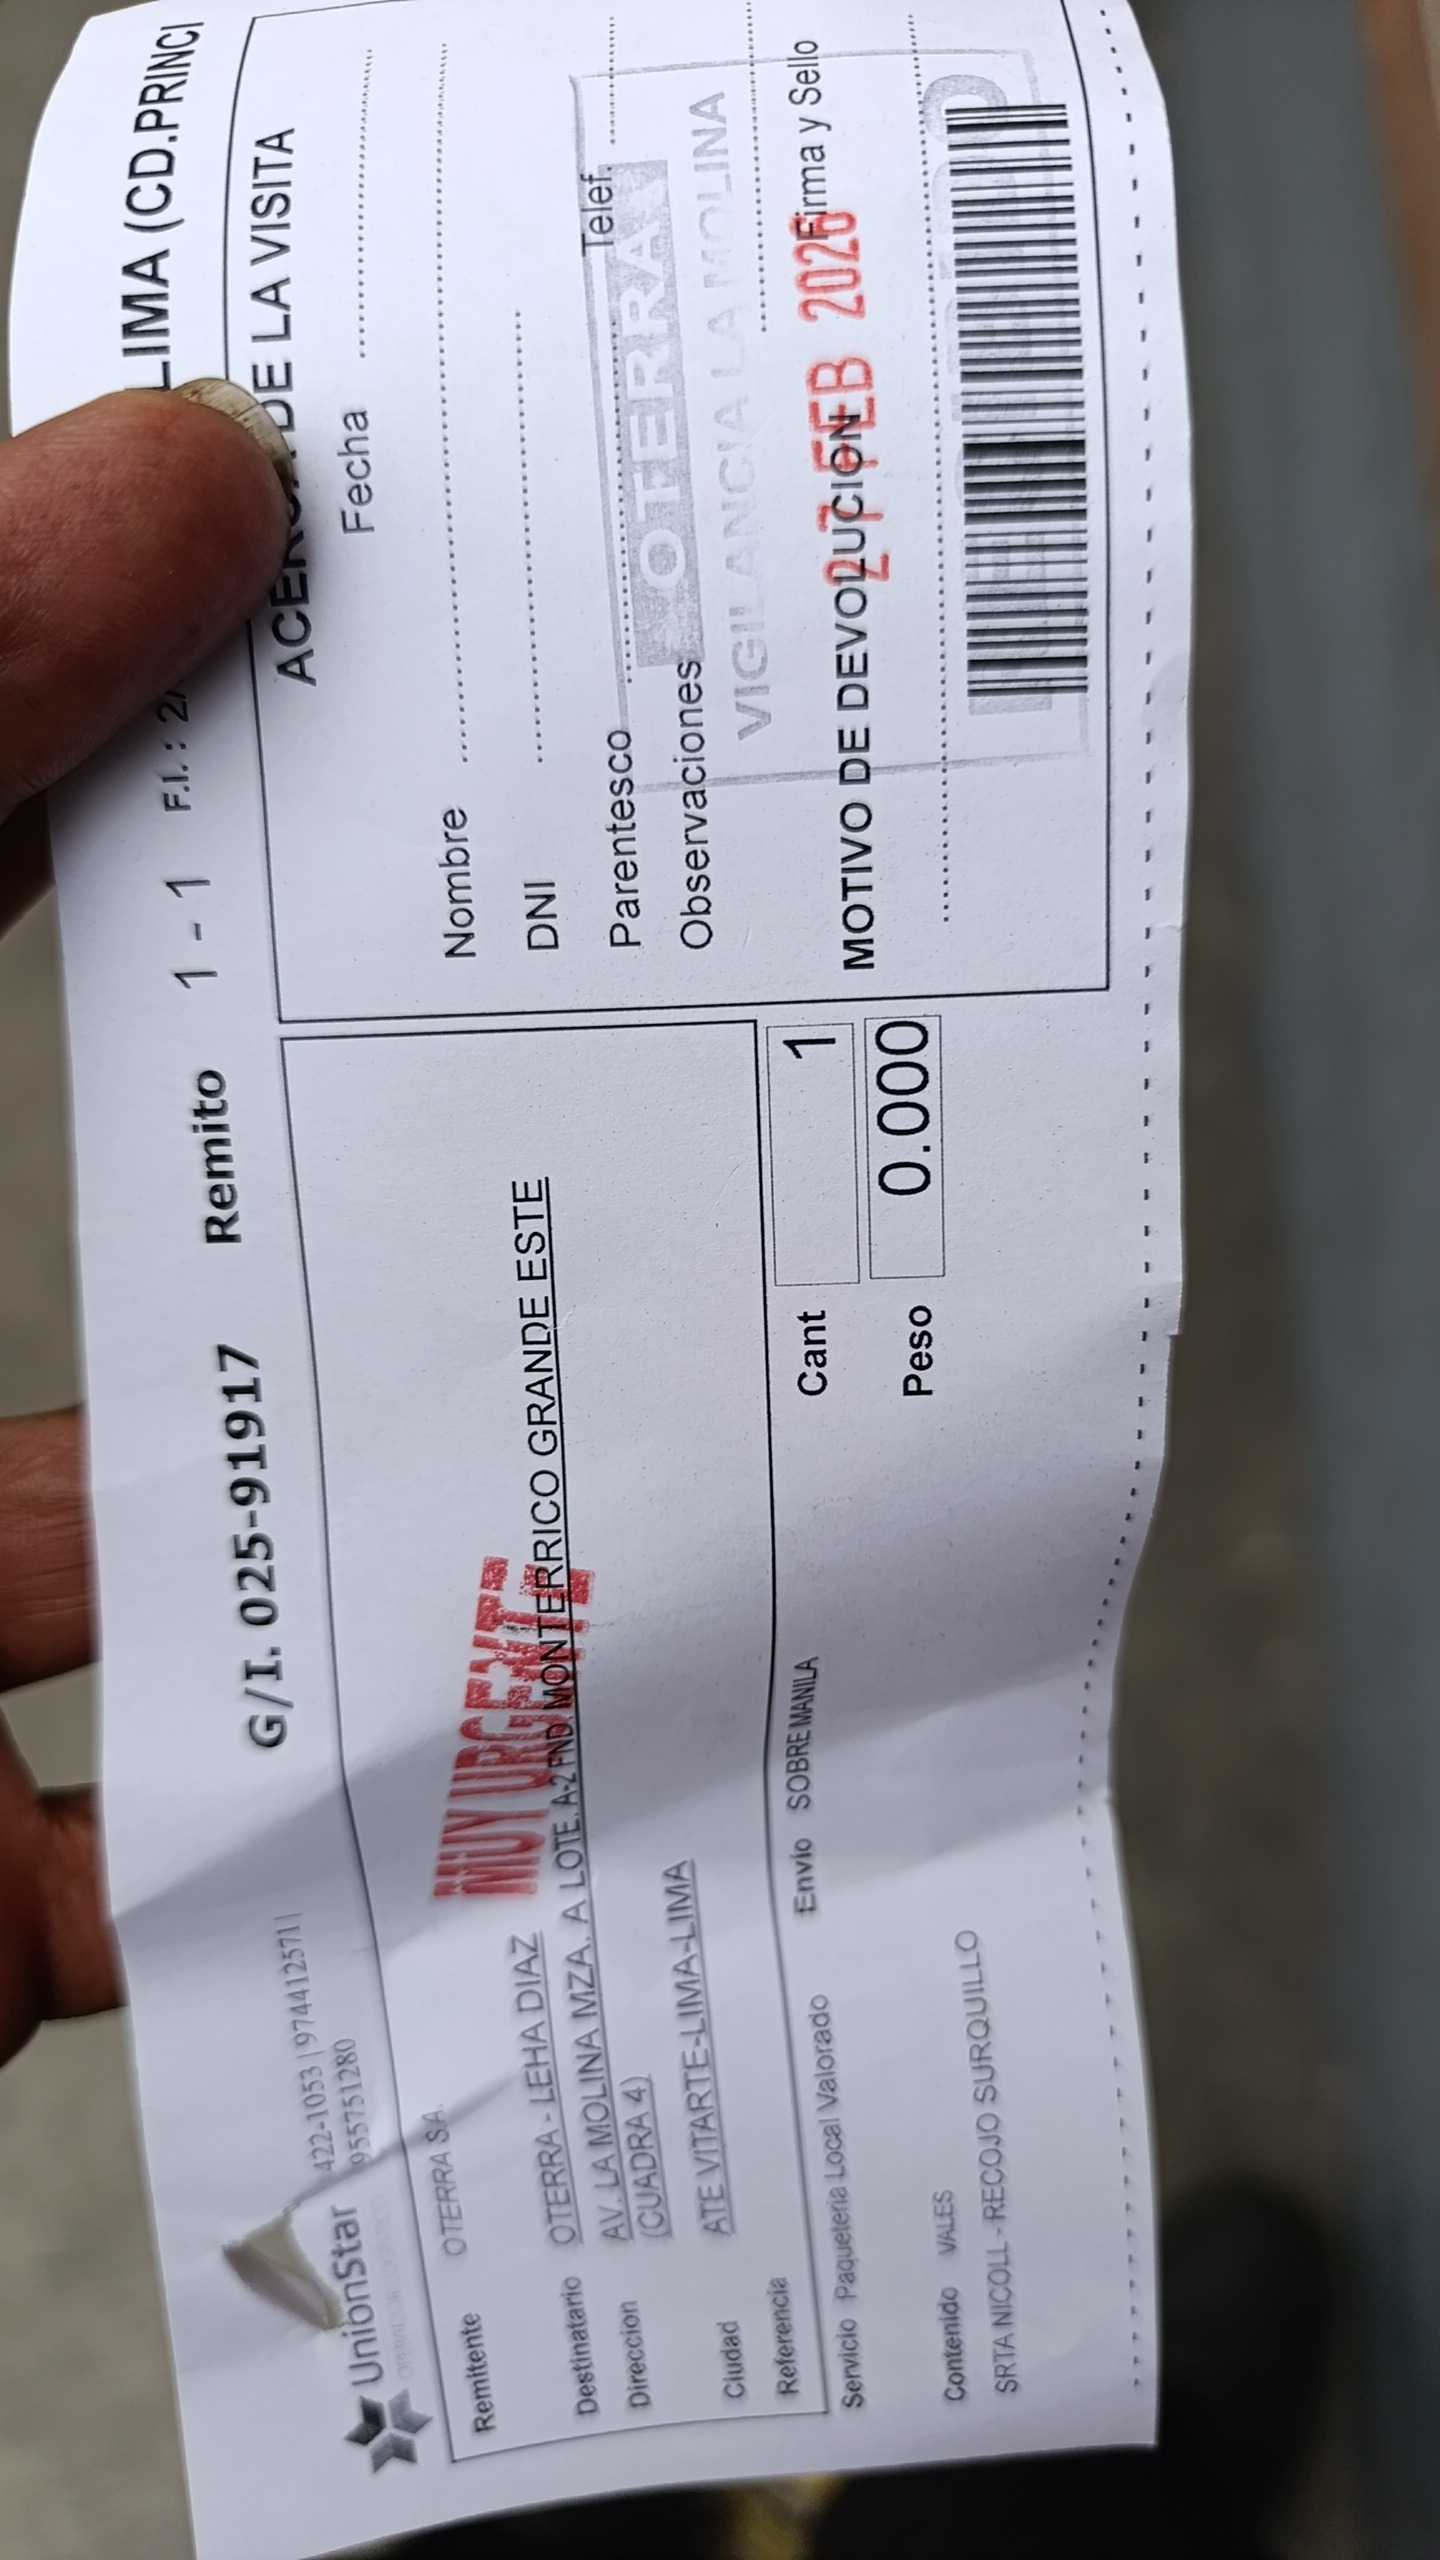 UnionStar
422-1053 | 974412571 |
955751280
G/I. 025-91917 Remito 1 - 1 F.I.: 2/
LIMA (CD.PRINCI
Remitente OTERRA S.A.
MUY URGENTE
Destinatario OTERRA - LEHA DIAZ
Direccion AV. LA MOLINA MZA. A LOTE. A-2 FND. MONTERRICO GRANDE ESTE
(CUADRA 4)
Ciudad ATE VITARTE-LIMA-LIMA
Referencia
Servicio Paqueteria Local Valorado Envio SOBRE MANILA
Cant 1
Peso 0.000
Contenido VALES
SRTA NICOLL - RECOJO SURQUILLO
ACERCA DE LA VISITA
Fecha
Nombre
DNI
Parentesco Telef.
OTERRA
Observaciones
VIGILANCIA LA MOLINA
27 FEB 2026
MOTIVO DE DEVOLUCION Firma y Sello